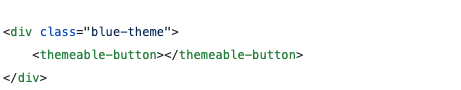 <div class="blue-theme">
    <themeable-button></themeable-button>
</div>